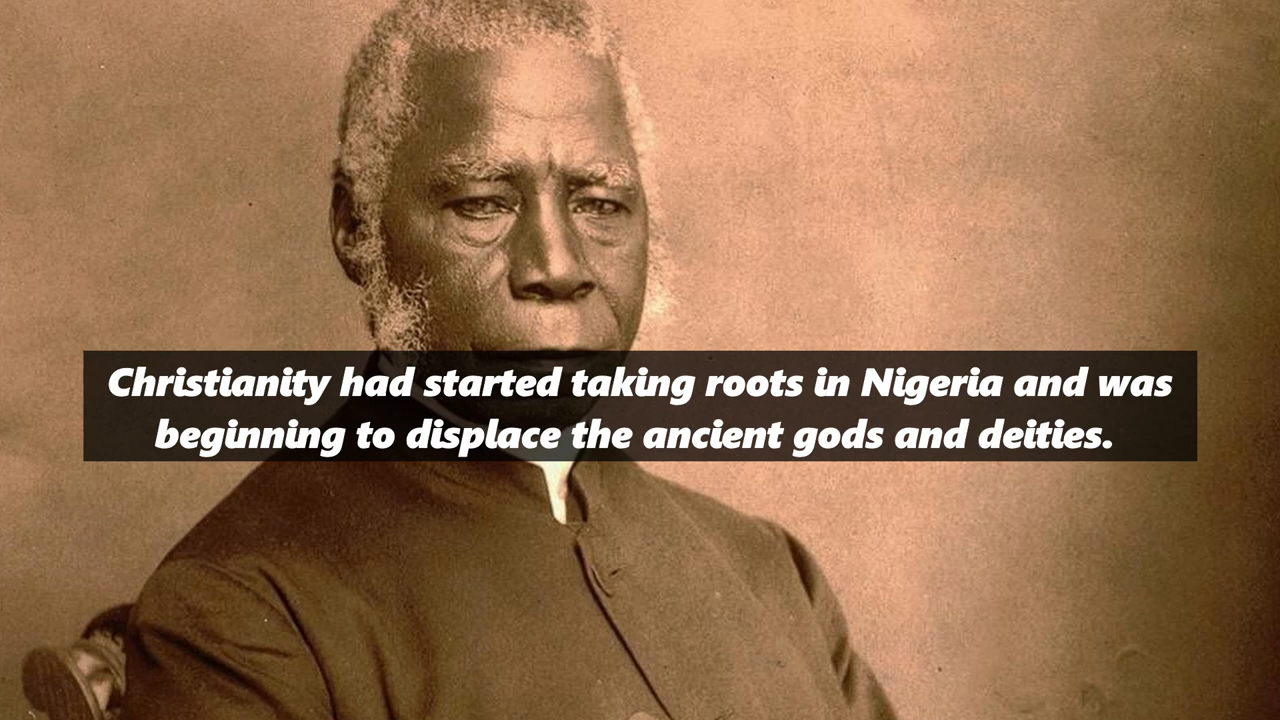 Christianity had started taking roots in Nigeria and was
beginning to displace the ancient gods and deities.